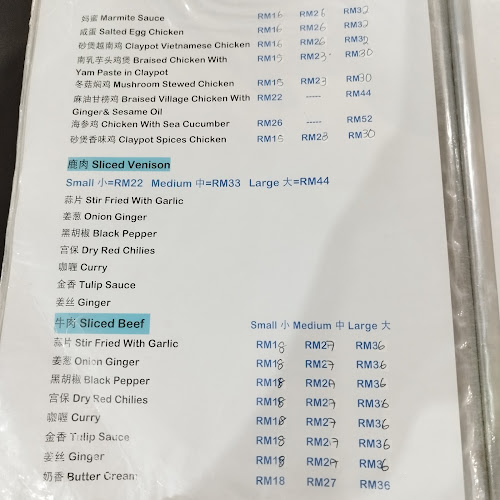 妈蜜 Marmite Sauce RM16 RM26 RM32
咸蛋 Salted Egg Chicken RM16 RM26 RM32
砂煲越南鸡 Claypot Vietnamese Chicken RM16 RM26 RM32
南乳芋头鸡煲 Braised Chicken With RM15 RM23 RM30
Yam Paste in Claypot
冬菇焖鸡 Mushroom Stewed Chicken RM15 RM23 RM30
麻油甘榜鸡 Braised Village Chicken With RM22 ----- RM44
Ginger& Sesame Oil
海参鸡 Chicken With Sea Cucumber RM26 ----- RM52
砂煲香味鸡 Claypot Spices Chicken RM15 RM23 RM30
鹿肉 Sliced Venison
Small 小=RM22 Medium 中=RM33 Large 大=RM44
蒜片 Stir Fried With Garlic
姜葱 Onion Ginger
黑胡椒 Black Pepper
宫保 Dry Red Chilies
咖喱 Curry
金香 Tulip Sauce
姜丝 Ginger
牛肉 Sliced Beef Small 小 Medium 中 Large 大
蒜片 Stir Fried With Garlic RM18 RM27 RM36
姜葱 Onion Ginger RM18 RM27 RM36
黑胡椒 Black Pepper RM18 RM27 RM36
宫保 Dry Red Chilies RM18 RM27 RM36
咖喱 Curry RM18 RM27 RM36
金香 Tulip Sauce RM18 RM27 RM36
姜丝 Ginger RM18 RM27 RM36
奶香 Butter Cream RM18 RM27 RM36